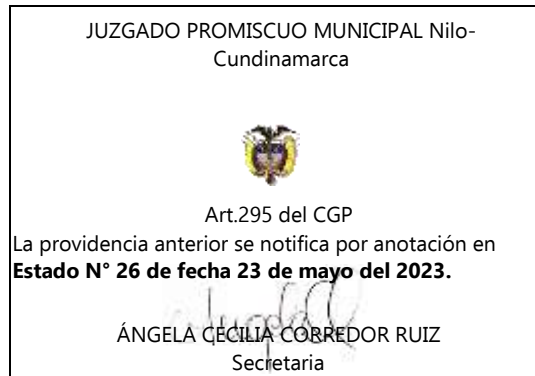 JUZGADO PROMISCUO MUNICIPAL Nilo-
Cundinamarca
Art.295 del CGP
La providencia anterior se notifica por anotación en
Estado N° 26 de fecha 23 de mayo del 2023.
ÁNGELA CECILIA CORREDOR RUIZ
Secretaria